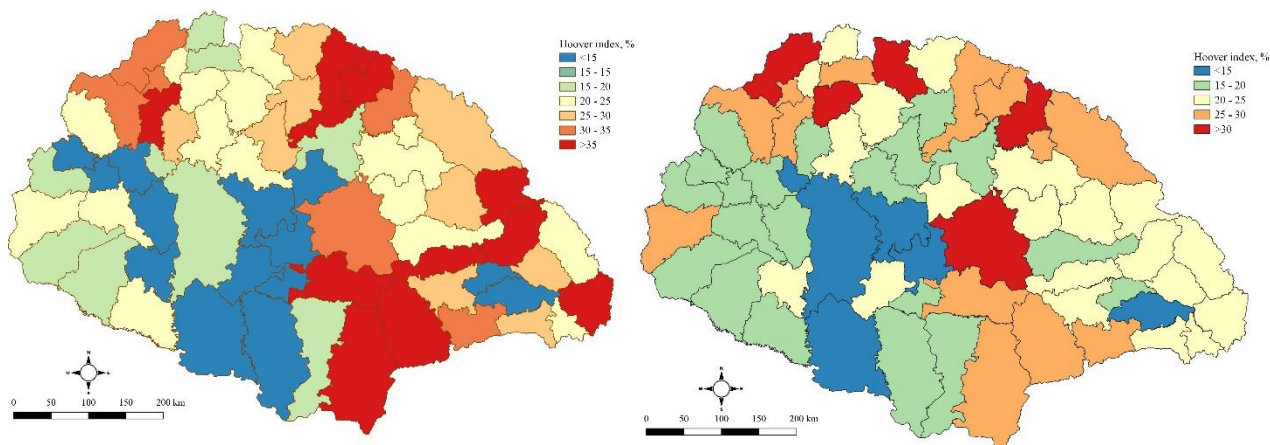 Hoover index, %
<15
15 - 15
15 - 20
20 - 25
25 - 30
30 - 35
>35
N
W
E
S
0 50 100 150 200 km
Hoover index, %
<15
15 - 20
20 - 25
25 - 30
>30
N
S
0 50 100 150 200 km